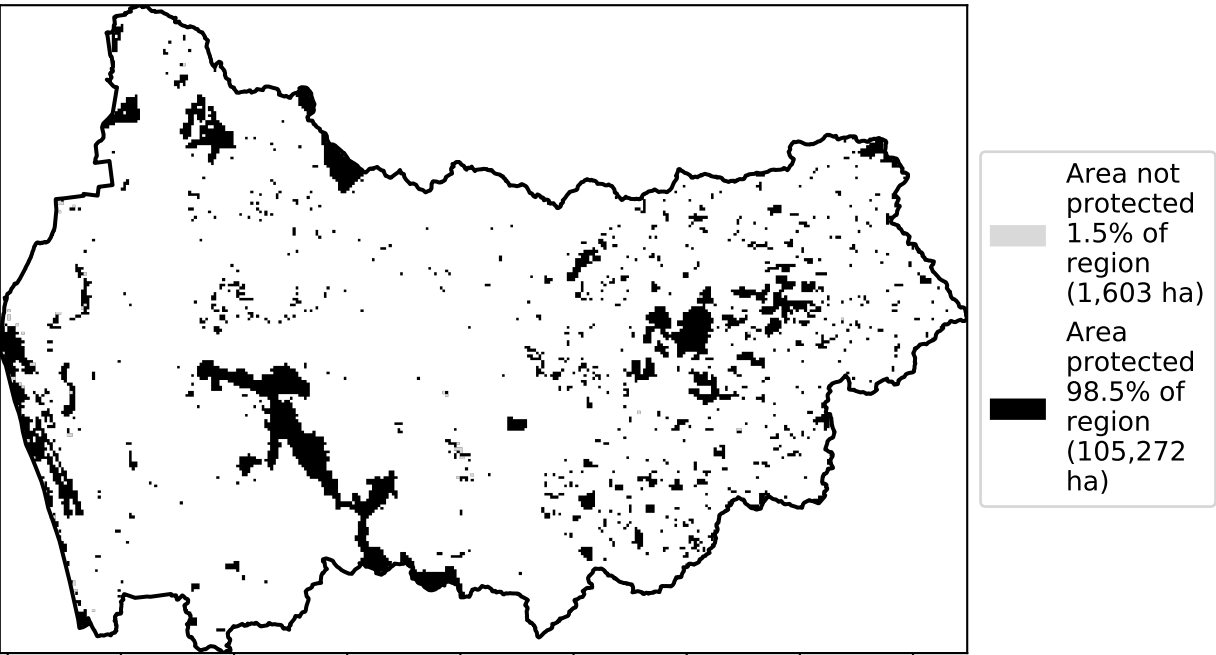 Area not
protected
1.5% of
region
(1,603 ha)
Area
protected
98.5% of
region
(105,272
ha)